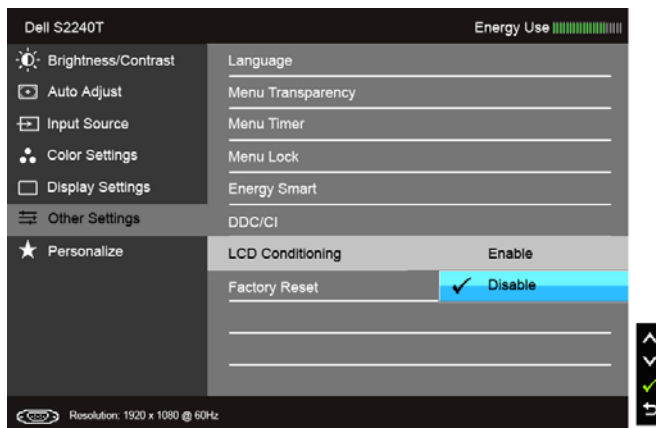 Dell S2240T Energy Use
Brightness/Contrast
Auto Adjust
Input Source
Color Settings
Display Settings
Other Settings
Personalize
Language
Menu Transparency
Menu Timer
Menu Lock
Energy Smart
DDC/CI
LCD Conditioning Enable
Factory Reset Disable
Resolution: 1920 x 1080 @ 60Hz